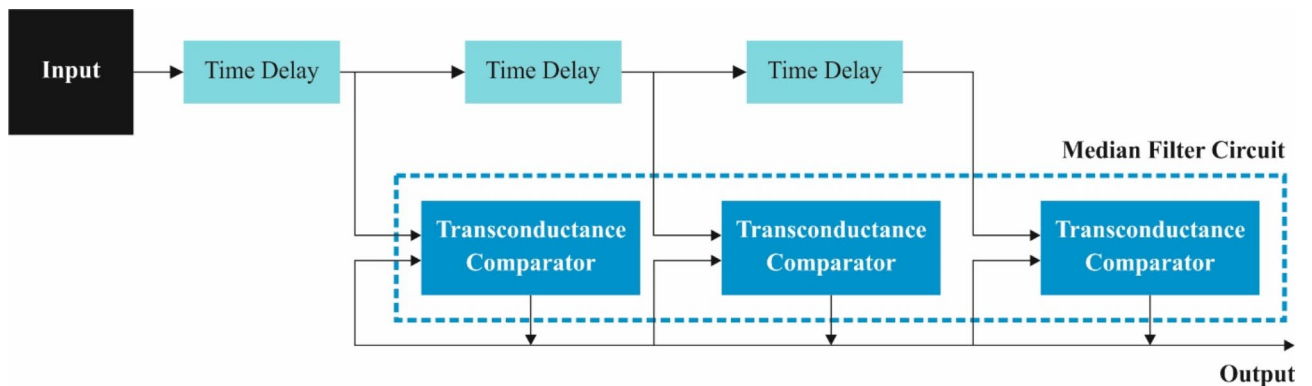 Input
Time Delay
Time Delay
Time Delay
Median Filter Circuit
Transconductance
Comparator
Transconductance
Comparator
Transconductance
Comparator
Output